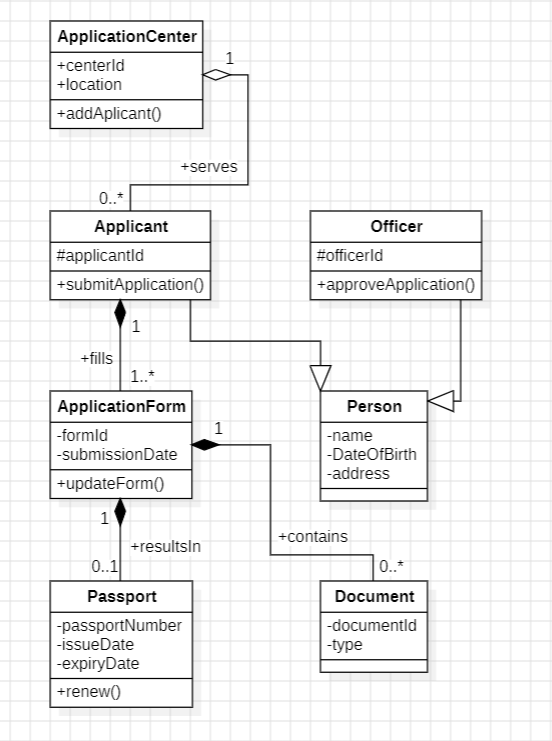 ApplicationCenter
+centerId
+location
+addAplicant()
1
+serves
0..*
Applicant
#applicantId
+submitApplication()
Officer
#officerId
+approveApplication()
1
+fills
1..*
ApplicationForm
-formId
-submissionDate
+updateForm()
Person
-name
-DateOfBirth
-address
1
+contains
0..*
1
+resultsIn
0..1
Passport
-passportNumber
-issueDate
-expiryDate
+renew()
Document
-documentId
-type